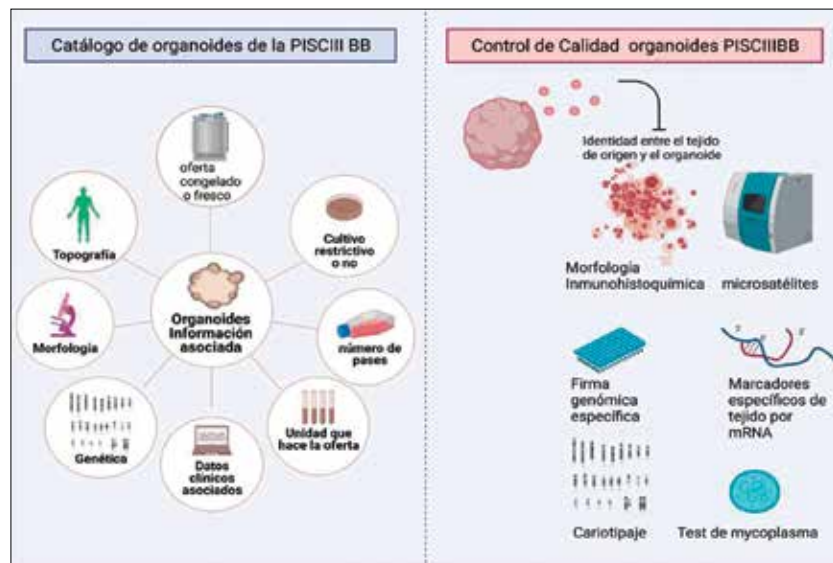 Catálogo de organoides de la PISCIII BB
oferta
congelado
o fresco
Topografía
Cultivo
restrictivo
o no
Organoides
Información
asociada
Morfología
número de
pases
Genética
Unidad que
hace la oferta
Datos
clínicos
asociados
Control de Calidad organoides PISCIIIBB
Identidad entre el tejido
de origen y el organoide
Morfología
Inmunohistoquímica
microsatélites
Firma
genómica
específica
Marcadores
específicos de
tejido por
mRNA
Cariotipaje
Test de mycoplasma